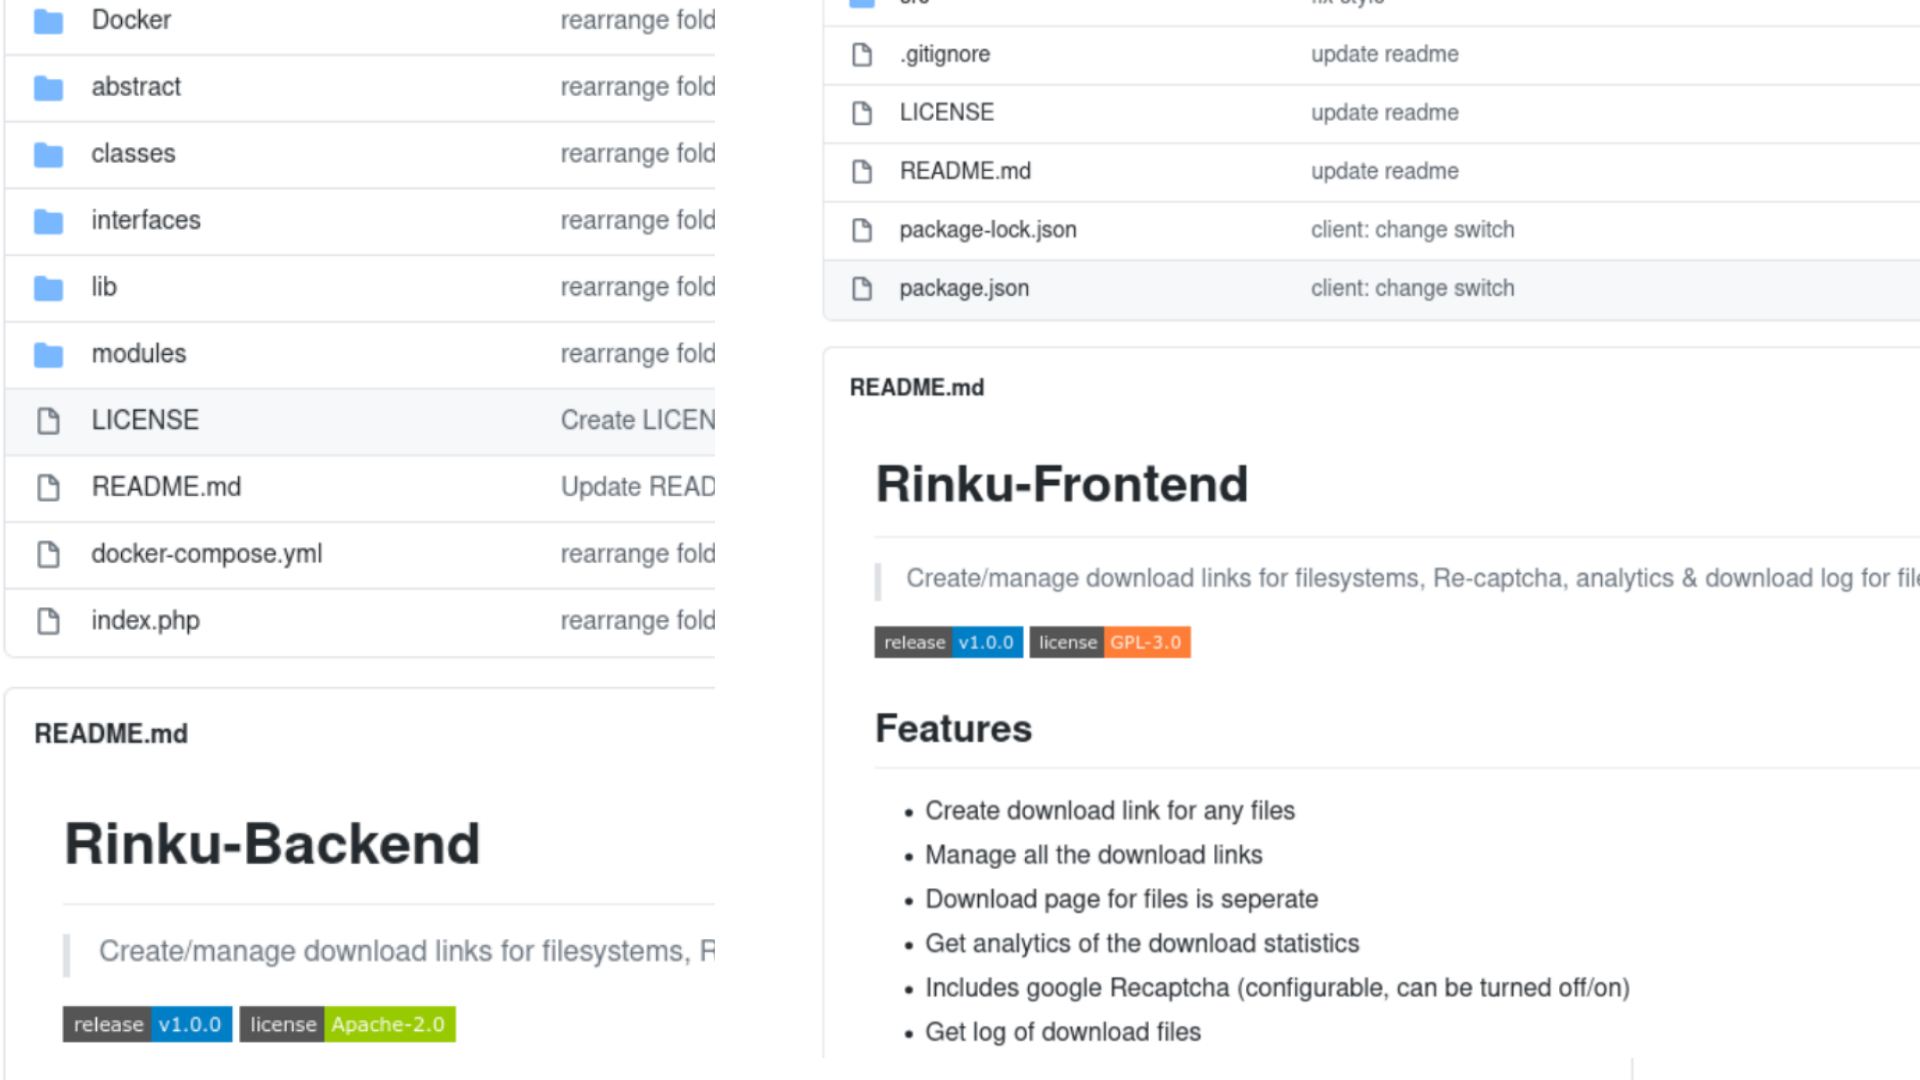 Docker rearrange fold
abstract rearrange fold
classes rearrange fold
interfaces rearrange fold
lib rearrange fold
modules rearrange fold
LICENSE Create LICEN
README.md Update READ
docker-compose.yml rearrange fold
index.php rearrange fold
README.md
Rinku-Backend
Create/manage download links for filesystems, R
release v1.0.0 license Apache-2.0
.gitignore update readme
LICENSE update readme
README.md update readme
package-lock.json client: change switch
package.json client: change switch
README.md
Rinku-Frontend
Create/manage download links for filesystems, Re-captcha, analytics & download log for file
release v1.0.0 license GPL-3.0
Features
• Create download link for any files
• Manage all the download links
• Download page for files is seperate
• Get analytics of the download statistics
• Includes google Recaptcha (configurable, can be turned off/on)
• Get log of download files